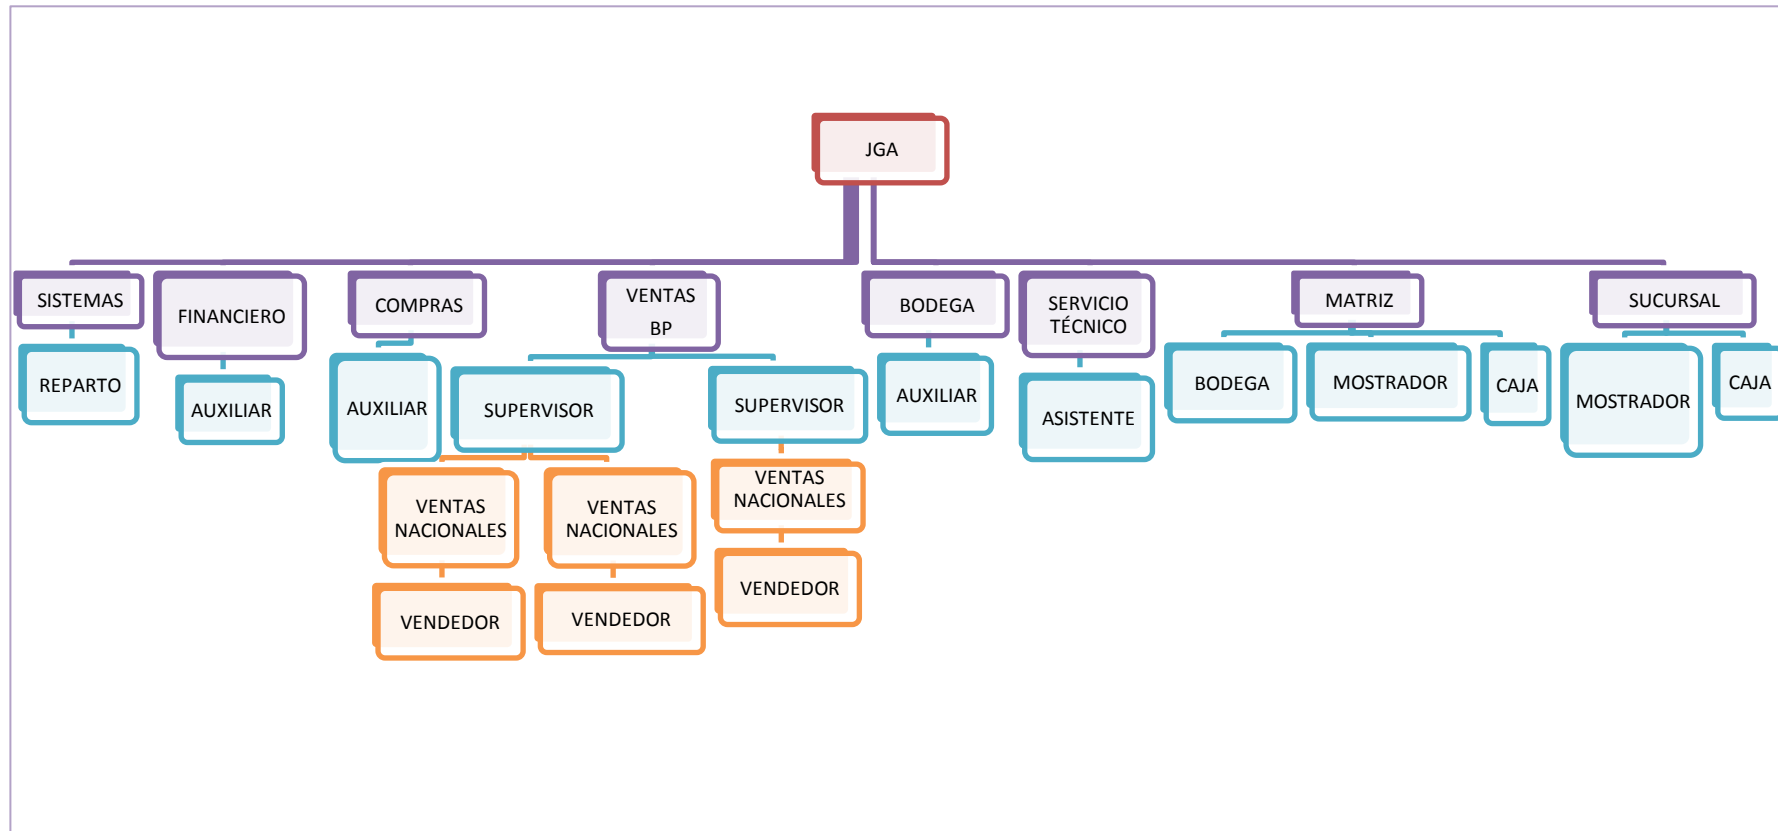 JGA
SISTEMAS
FINANCIERO
COMPRAS
VENTAS
BP
BODEGA
SERVICIO
TÉCNICO
MATRIZ
SUCURSAL
REPARTO
AUXILIAR
AUXILIAR
SUPERVISOR
SUPERVISOR
AUXILIAR
ASISTENTE
BODEGA
MOSTRADOR
CAJA
MOSTRADOR
CAJA
VENTAS
NACIONALES
VENTAS
NACIONALES
VENTAS
NACIONALES
VENDEDOR
VENDEDOR
VENDEDOR